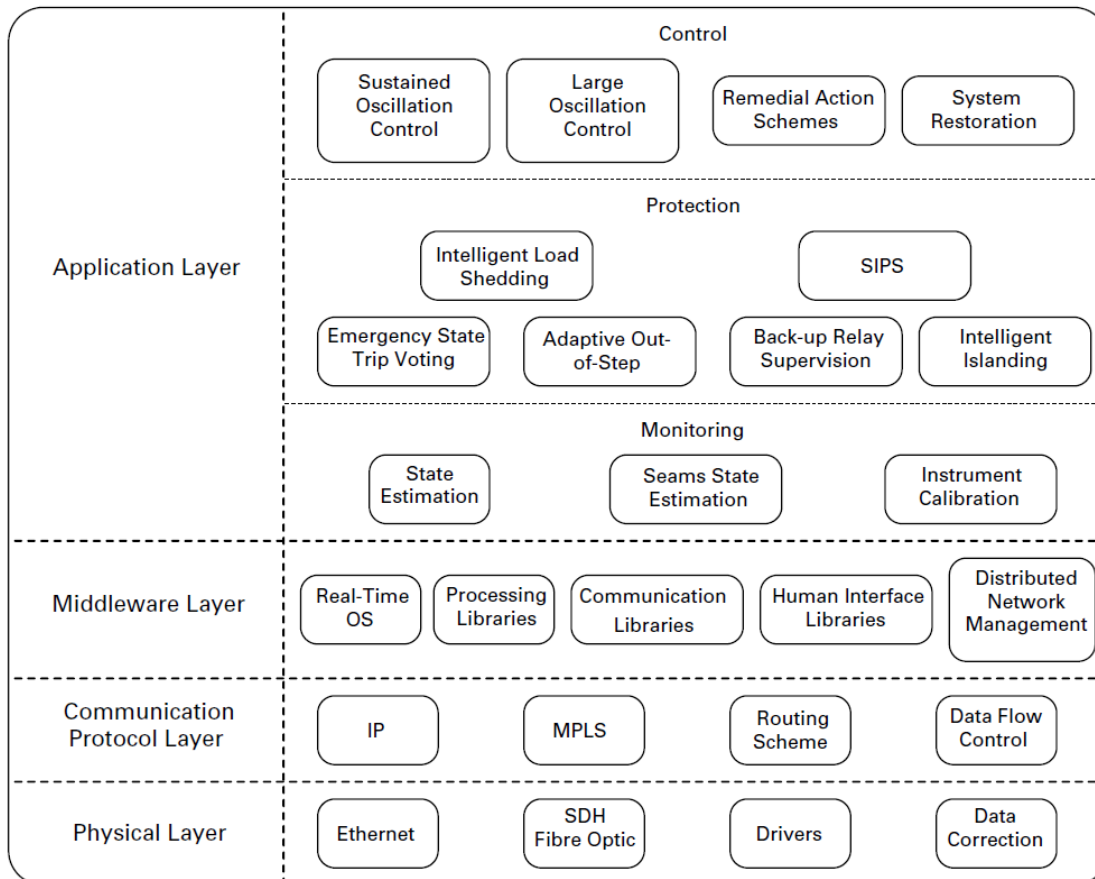 Control
Sustained
Oscillation
Control
Large
Oscillation
Control
Remedial Action
Schemes
System
Restoration
Application Layer
Protection
Intelligent Load
Shedding
SIPS
Emergency State
Trip Voting
Adaptive Out-
of-Step
Back-up Relay
Supervision
Intelligent
Islanding
Monitoring
State
Estimation
Seams State
Estimation
Instrument
Calibration
Middleware Layer
Real-Time
OS
Processing
Libraries
Communication
Libraries
Human Interface
Libraries
Distributed
Network
Management
Communication
Protocol Layer
IP
MPLS
Routing
Scheme
Data Flow
Control
Physical Layer
Ethernet
SDH
Fibre Optic
Drivers
Data
Correction